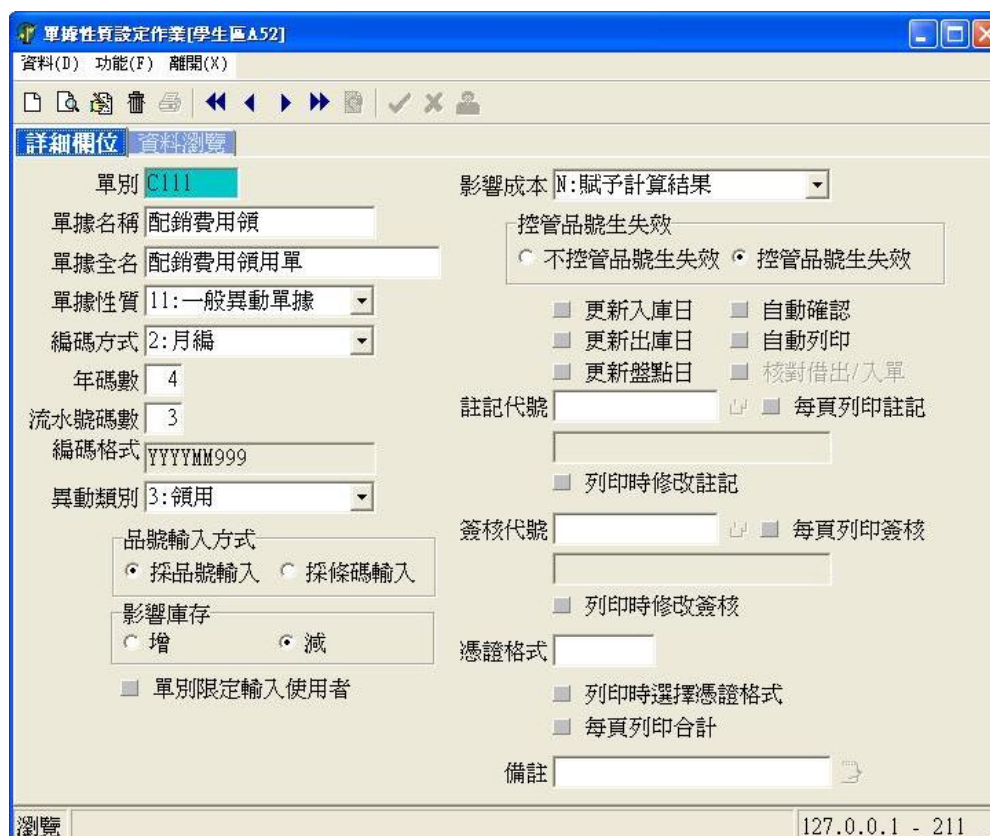 單據性質設定作業[學生區A52]
資料(D) 功能(F) 離開(X)
詳細欄位 資料瀏覽
單別 C111
單據名稱 配銷費用領
單據全名 配銷費用領用單
單據性質 11:一般異動單據
編碼方式 2:月編
年碼數 4
流水號碼數 3
編碼格式 YYYYMM999
異動類別 3:領用
品號輸入方式
採品號輸入 採條碼輸入
影響庫存
增 減
單別限定輸入使用者
影響成本 N:賦予計算結果
控管品號生失效
不控管品號生失效 控管品號生失效
更新入庫日 自動確認
更新出庫日 自動列印
更新盤點日 核對借出/入單
註記代號 每頁列印註記
列印時修改註記
簽核代號 每頁列印簽核
列印時修改簽核
憑證格式
列印時選擇憑證格式
每頁列印合計
備註
瀏覽 127.0.0.1 - 211